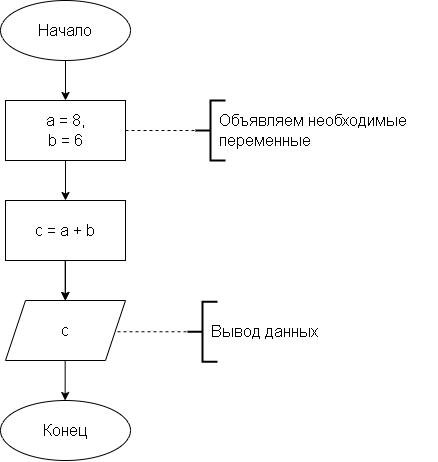 Начало
a = 8,
b = 6
Объявляем необходимые
переменные
c = a + b
c
Вывод данных
Конец